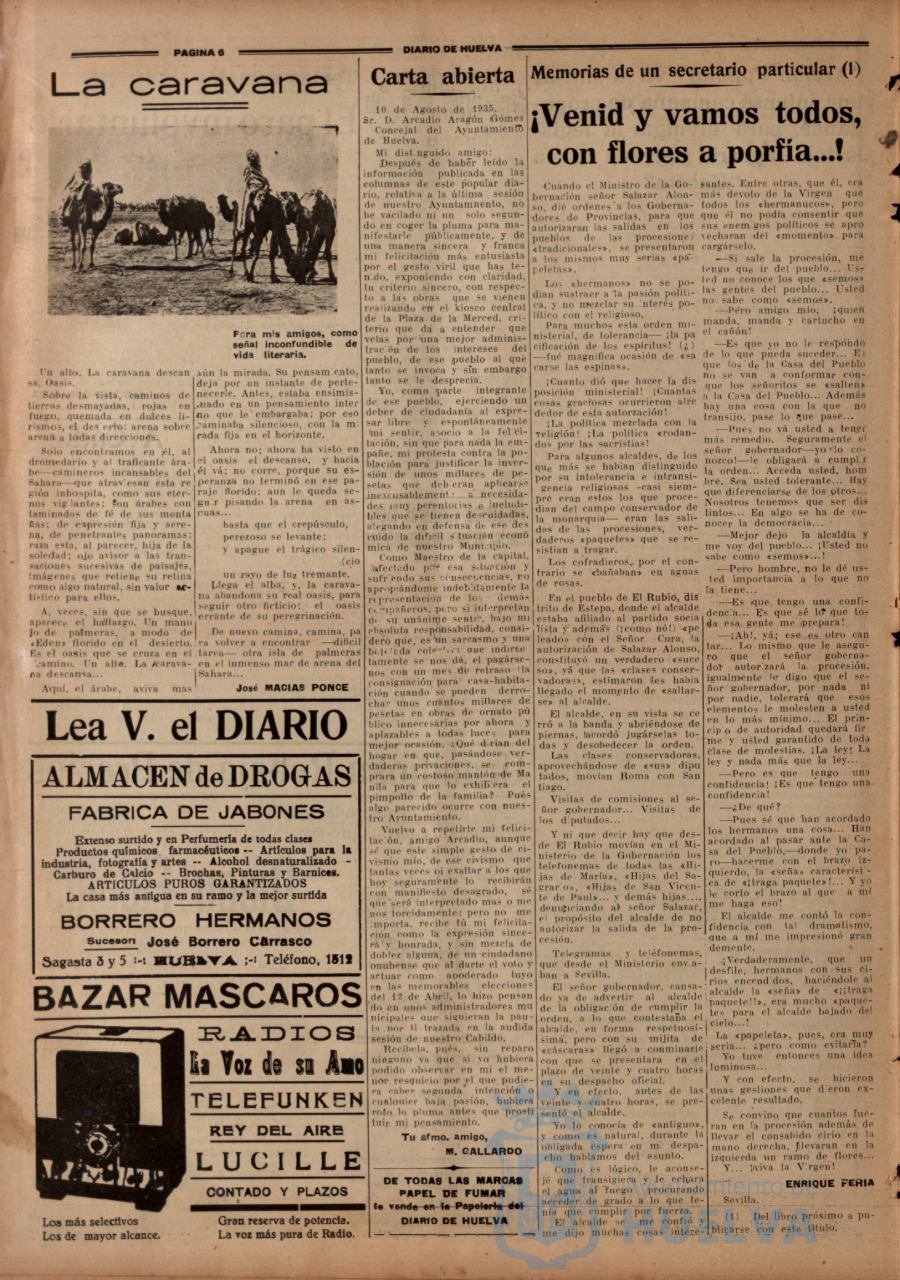 PAGINA 6
DIARIO DE HUELVA
La caravana
Para mis amigos, como
señal inconfundible de
vida literaria.
Un alto. La caravana descan
sa. Oasis.
Sobre la vista, caminos de
tierras desmayadas, rojas en
fuego, quemada en dulces li-
rismos, el desierto: arena sobre
arena a todas direcciones.
Solo encontramos en él, al
dromedario y al traficante ára-
be—camineros incansables del
Sahara—que atraviesan esta re
gión inhospita, como sus eter-
nos vigilantes; son árabes con
taminados de fé de sus monta
ñas; de expresión fija y sere-
na, de penetrantes panoramas;
raza esta, al parecer, hija de la
soledad; ojo avisor a las tran-
saciones sucesivas de paisajes,
imágenes que retiene su retina
como algo natural, sin valor ar-
tístico para ellos.
A, veces, sin que se busque,
aparece el hallazgo. Un mano
jo de palmeras, a modo de
«Eden» florido en el desierto.
Es el oasis que se cruza en el
camino. Un alto. La carava-
na descansa...
Aquí, el árabe, aviva mas
aún la mirada. Su pensamiento,
deja por un instante de perte-
necerle. Antes, estaba ensimis-
mado en un pensamiento inter
no que le embargaba; por eso
caminaba silencioso, con la mi
rada fija en el horizonte.
Ahora no; ahora ha visto en
el oasis el descanso, y hacia
él vá; no corre, porque su es-
peranza no terminó en ese pa-
raje florido; aun le queda se-
guir pisando la arena en as-
cuas...
basta que el crepúsculo,
perezoso se levante;
y apague el trágico silen-
(cio
un rayo de luz tremante.
Llega el alba, y la carava-
na abandona su real oasis, para
seguir otro ficticio: el oasis
errante de su peregrinación.
De nuevo camina, camina, pa
ra volver a encontrar —difícil
tarea— otra isla de palmeras
en el inmenso mar de arena del
Sahara...
José MACIAS PONCE
Lea V. el DIARIO
ALMACEN de DROGAS
FABRICA DE JABONES
Extenso surtido y en Perfumería de todas clases
Productos químicos, farmacéuticos -- Artículos para la
industria, fotografía y artes -- Alcohol desnaturalizado -
Carburo de Calcio -- Brochas, Pinturas y Barnices.
ARTICULOS PUROS GARANTIZADOS
La casa más antigua en su ramo y la mejor surtida
BORRERO HERMANOS
Sucesor: José Borrero Cárrasco
Sagasta 3 y 5 :-: HUELVA ;-: Teléfono, 1512
BAZAR MASCAROS
RADIOS
La Voz de su Amo
TELEFUNKEN
REY DEL AIRE
LUCILLE
CONTADO Y PLAZOS
Los más selectivos
Los de mayor alcance.
Gran reserva de potencia.
La voz más pura de Radio.
Carta abierta
10 de Agosto de 1935.
Sr. D. Arcadio Aragón Gómez
Concejal del Ayuntamiento
de Huelva.
Mi distinguido amigo:
Después de haber leído la
información publicada en las
columnas de este popular dia-
rio, relativa a la última sesión
de nuestro Ayuntamnento, no
he vacilado ni un solo segun-
do en coger la pluma para ma-
nifestarle públicamente, y de
una manera sincera y franca
mi felicitación más entusiasta
por el gesto viril que has te-
nido, exponiendo con claridad,
tu criterio sincero, con respec-
to a las obras que se vienen
realizando en el kiosco central
de la Plaza de la Merced, cri-
terio que da a entender que
velas por una mejor adminis-
tración de los intereses del
pueblo, de ese pueblo al que
tanto se invoca y sin embargo
tanto se le desprecia.
Yo, como parte integrante
de ese pueblo, ejerciendo un
deber de ciudadanía al expre-
sar libre y espontáneamente
mi sentir, asocio a la felici-
tación, sin que para nada la em-
pañe, mi protesta contra la po-
blación para justificar la inver-
sión de unos millares de pe-
setas, que debieran aplicarse
inexcusablemente a necesida-
des muy perentorias e includi-
bles que se tienen descuidadas,
alegando en defensa de ese des
cuido la difícil situación econó
mica de nuestro Municipio.
Como Maestro de la capital,
afectado por esa situación y
sufriendo sus consecuencias, no
apropiándome indebidamente la
representación de los demás
compañeros, pero si interpretan
do su unánime sentir, bajo mi
absoluta responsabilidad, consi-
dero que, es un sarcasmo y una
bofetada colectiva que indirec
tamente se nos dá, el pagárse-
nos con un mes de retraso la
consignación para casa-habita-
ción cuando se pueden derro-
char unos cuantos millares de
pesetas en obras de ornato pú
blico innecesarias por ahora y
aplazables a todas luces para
mejor ocasión. ¿Qué dirían del
hogar en que, pasándose ver-
daderas privaciones, se com-
prara un costoso mantón de Ma
nila para que lo exhibiera el
pimpollo de la familia? Pués
algo parecido ocurre con nues-
tro Ayuntamiento.
Vuelvo a repetirte mi felici-
tación, amigo Arcadio, aunque
sé que este simple gesto de ci-
vismo mío, de ese civismo que
tantas veces oí exaltar a los que
hoy seguramente lo recibirán
con manifiesto desagrado, sé
que será interpretado mas o me
nos torcidamente; pero no me
importa, recibe tú mi felicita-
ción como la expresión since-
ra y honrada, y sin mezcla de
doblez alguna, de un ciudadano
onubense que al darte el voto y
actuar como apoderado tuyo
en las memorables elecciones
del 12 de Abril, lo hizo pensan
do en unos administradores mu
nicipales que siguieran la pau-
ta por ti trazada en la audida
sesión de nuestro Cabildo.
Recíbela, pués, sin reparo
ninguno ya que si yo hubiera
podido observar en mi el me-
nor resquicio por el que pudie-
ra caber segunda intención o
cualquier baja pasión, hubiera
roto la pluma antes que prosti
tuir mi pensamiento.
Tu afmo. amigo,
M. GALLARDO
DE TODAS LAS MARCAS
PAPEL DE FUMAR
la vende en la Papelería del
DIARIO DE HUELVA
Memorias de un secretario particular (1)
¡Venid y vamos todos,
con flores a porfía...!
Cuando el Ministro de la Go-
bernación señor Salazar Alon-
so, dió órdenes a los Goberna-
dores de Provincias, para que
autorizaran las salidas en los
pueblos de las procesiones
«tradicionales», se presentaron
a los mismos muy serias «pa-
peletas».
Los «hermanos» no se po-
dian sustraer a la pasión políti-
ca, y no mezclar su interés po-
lítico con el religioso.
Para muchos esta orden mi-
nisterial, de tolerancia— ¡la pa
cificación de los espíritus! (¿)
—fué magnífica ocasión de «sa
carse las espinas».
¡Cuanto dió que hacer la dis
posición ministerial! ¡Cuantas
cosas graciosas ocurrieron alre
dedor de esta autorización!
¡La política mezclada con la
religión! ¡La política «rodan-
do» por las sacristías!
Para algunos alcaldes, de los
que más se habían distinguido
por su intolerancia e intransi-
gencia religiosos —casi siem-
pre eran estos los que proce-
dian del campo conservador de
la monarquía— eran las sali-
das de las procesiones, ver-
daderos «paquetes» que se re-
sistían a tragar.
Los cofradieros, por el con-
trario se «bañaban» en aguas
de rosas.
En el pueblo de El Rubio, dis
trito de Estepa, donde el alcalde
estaba afiliado al partido socia
lista y además (¡como nó!) «pe
leado» con el Señor Cura, la
autorización de Salazar Alonso,
constituyó un verdadero «suce
so», yá que las «clases conser-
vadoras», estimaron les había
llegado el momento de «saltar-
se» al alcalde.
El alcalde, en su vista se ce
rró a la banda y abriéndose de
piernas, acordó jugárselas to-
das y desobedecer la orden.
Las clases conservadoras,
aprovechándose de «sus» dipu
tados, movían Roma con San
tiago.
Visitas de comisiones al se-
ñor gobernador... Visitas de
los diputados...
Y ni que decir hay que des-
de El Rubio movían en el Mi-
nisterio de la Gobernación los
telefonemas de todas las «Hi-
jas de María», «Hijas del Sa-
grario», «Hijas de San Vicen-
te de Paul»... y demás hijas...,
denunciando al señor Salazar,
el propósito del alcalde de no
autorizar la salida de la pro-
cesión.
Telegramas y teléfonemas,
que desde el Ministerio envia-
ban a Sevilla.
El señor gobernador, cansa-
do ya de advertir al alcalde
de la obligación de cumplir la
orden, a lo que contestaba el
alcalde, en forma respetuosí-
sima, pero con su mijita de
«cáscaras» llegó a conminarle
con que se presentara en el
plazo de veinte y cuatro horas
en su despacho oficial.
Y en efecto, antes de las
veinte y cuatro horas, se pre-
sentó el alcalde.
Yo lo conocía de «antiguo»,
y como es natural, durante la
obligada espera en mi despa-
cho hablamos del asunto.
Como es lógico, le aconse-
jé que transigiera y le echara
el agua al fuego, procurando
acceder de grado a lo que te-
nía que cumplir por fuerza.
El alcalde se me confió y
me dijo muchas cosas intere-
santes. Entre otras, que él, era
más devoto de la Virgen que
todos los «hermanucos», pero
que él no podía consentir que
sus enemigos políticos se apro
vecharan del «momento» para
cargárselo.
—Si sale la procesión, me
tengo que ir del pueblo... Us-
ted no conoce los que «semos»
las gentes del pueblo... Usted
no sabe como «semos».
—Pero amigo mío, ¡quien
manda, manda y cartucho en
el cañón!
—Es que yo no le respondo
de lo que pueda suceder... Es
que los de la Casa del Pueblo
no se van a conformar con
que los señoritos se «salten»
a la Casa del Pueblo... Además
hay una cosa con la que no
transijo, pase lo que pase...
—Pues no vá usted a tener
más remedio. Seguramente el
señor gobernador—yo lo co-
nozco!—le obligará a cumplir
la orden... Acceda usted, hom
bre. Sea usted tolerante... Hay
que diferenciarse de los otros...
Nosotros tenemos que ser dis
tintos... En algo se ha de co-
nocer la democracia...
—Mejor dejo la alcaldía y
me voy del pueblo... ¡Usted no
sabe como «semos»...!
—Pero hombre, no le dé us-
ted importancia a lo que no
la tiene...
—Es que tengo una confi-
dencia... Es que sé lo que to-
da esa gente me prepara!
—¡Ah!, yá; ese es otro can
tar... Lo mismo que le asegu-
ro que el señor goberna-
dor autorizará la procesión,
igualmente le digo que el se-
ñor gobernador, por nada ni
por nadie, tolerará que esos
elementos le molesten a usted
en lo más mínimo... El prin-
cipio de autoridad quedará fir-
me y usted garantido de toda
clase de molestias. ¡La ley! La
ley y nada más que la ley...
—Pero es que tengo una
confidencia! ¡Es que tengo una
confidencia!
—¿De qué?
—Pues sé que han acordado
los hermanos una cosa... Han
acordado al pasar ante la Ca-
sa del Pueblo,—donde yo pa-
ro—hacerme con el brazo iz-
quierdo, la «seña» característi-
ca de «¡traga paquete!!... Y yo
le corto el brazo al que a mí
me haga eso!
El alcalde me contó la con-
fidencia con tal dramatismo,
que a mi me impresionó gran
demente.
¡Verdaderamente, que un
desfile, hermanos con sus ci-
rios encendidos, haciéndole al
alcalde la «seña» de «¡¡traga
paquete!!», era mucho «paque-
te» para el alcalde bajado del
cielo...!
La «papeleta», pues, era muy
seria... ¿pero como evitarla?
Yo tuve entonces una idea
luminosa...
Y con efecto, se hicieron
unas gestiones que dieron ex-
celente resultado.
Se convino que cuantos fue-
ran en la procesión además de
llevar el consabido cirio en la
mano derecha, llevaran en la
izquierda un ramo de flores...
Y... ¡viva la Virgen!
ENRIQUE FERIA
Sevilla.
(1) Del libro próximo a pu-
blicarse con este título.
Ayuntamiento de
HUELVA